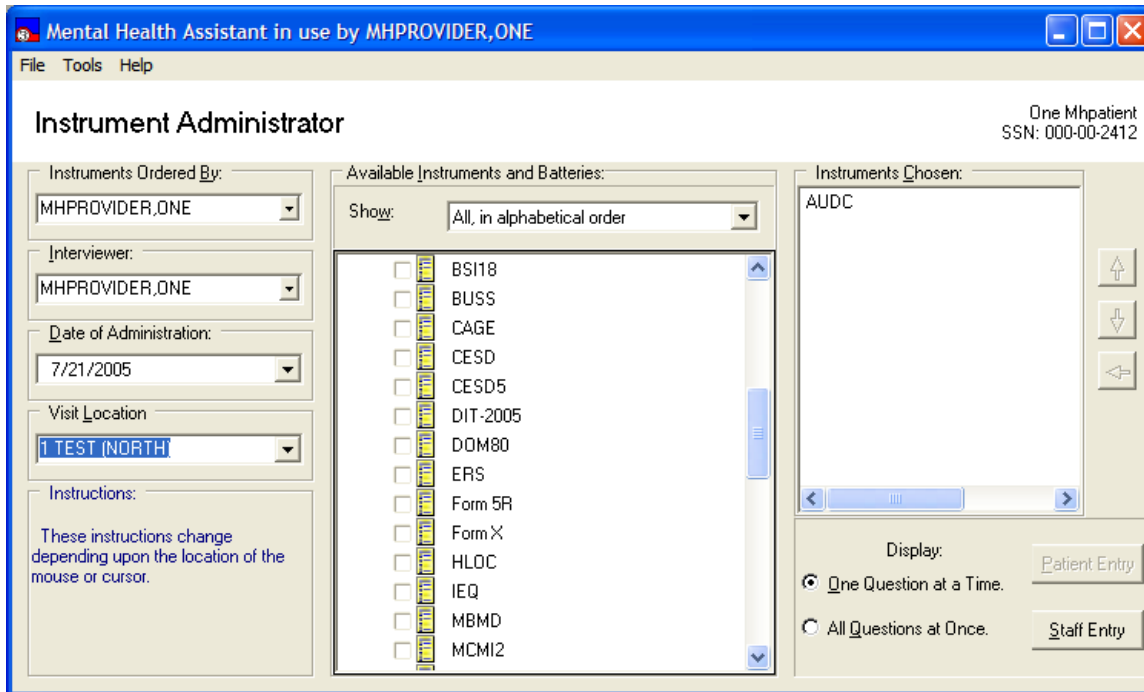 Mental Health Assistant in use by MHPROVIDER,ONE
File Tools Help
Instrument Administrator
One Mhpatient
SSN: 000-00-2412
Instruments Ordered By:
MHPROVIDER,ONE
Interviewer:
MHPROVIDER,ONE
Date of Administration:
7/21/2005
Visit Location
1 TEST (NORTH)
Instructions:
These instructions change
depending upon the location of the
mouse or cursor.
Available Instruments and Batteries:
Show: All, in alphabetical order
BSI18
BUSS
CAGE
CESD
CESD5
DIT-2005
DOM80
ERS
Form 5R
Form X
HLOC
IEQ
MBMD
MCMI2
Instruments Chosen:
AUDC
Display:
One Question at a Time.
All Questions at Once.
Patient Entry
Staff Entry